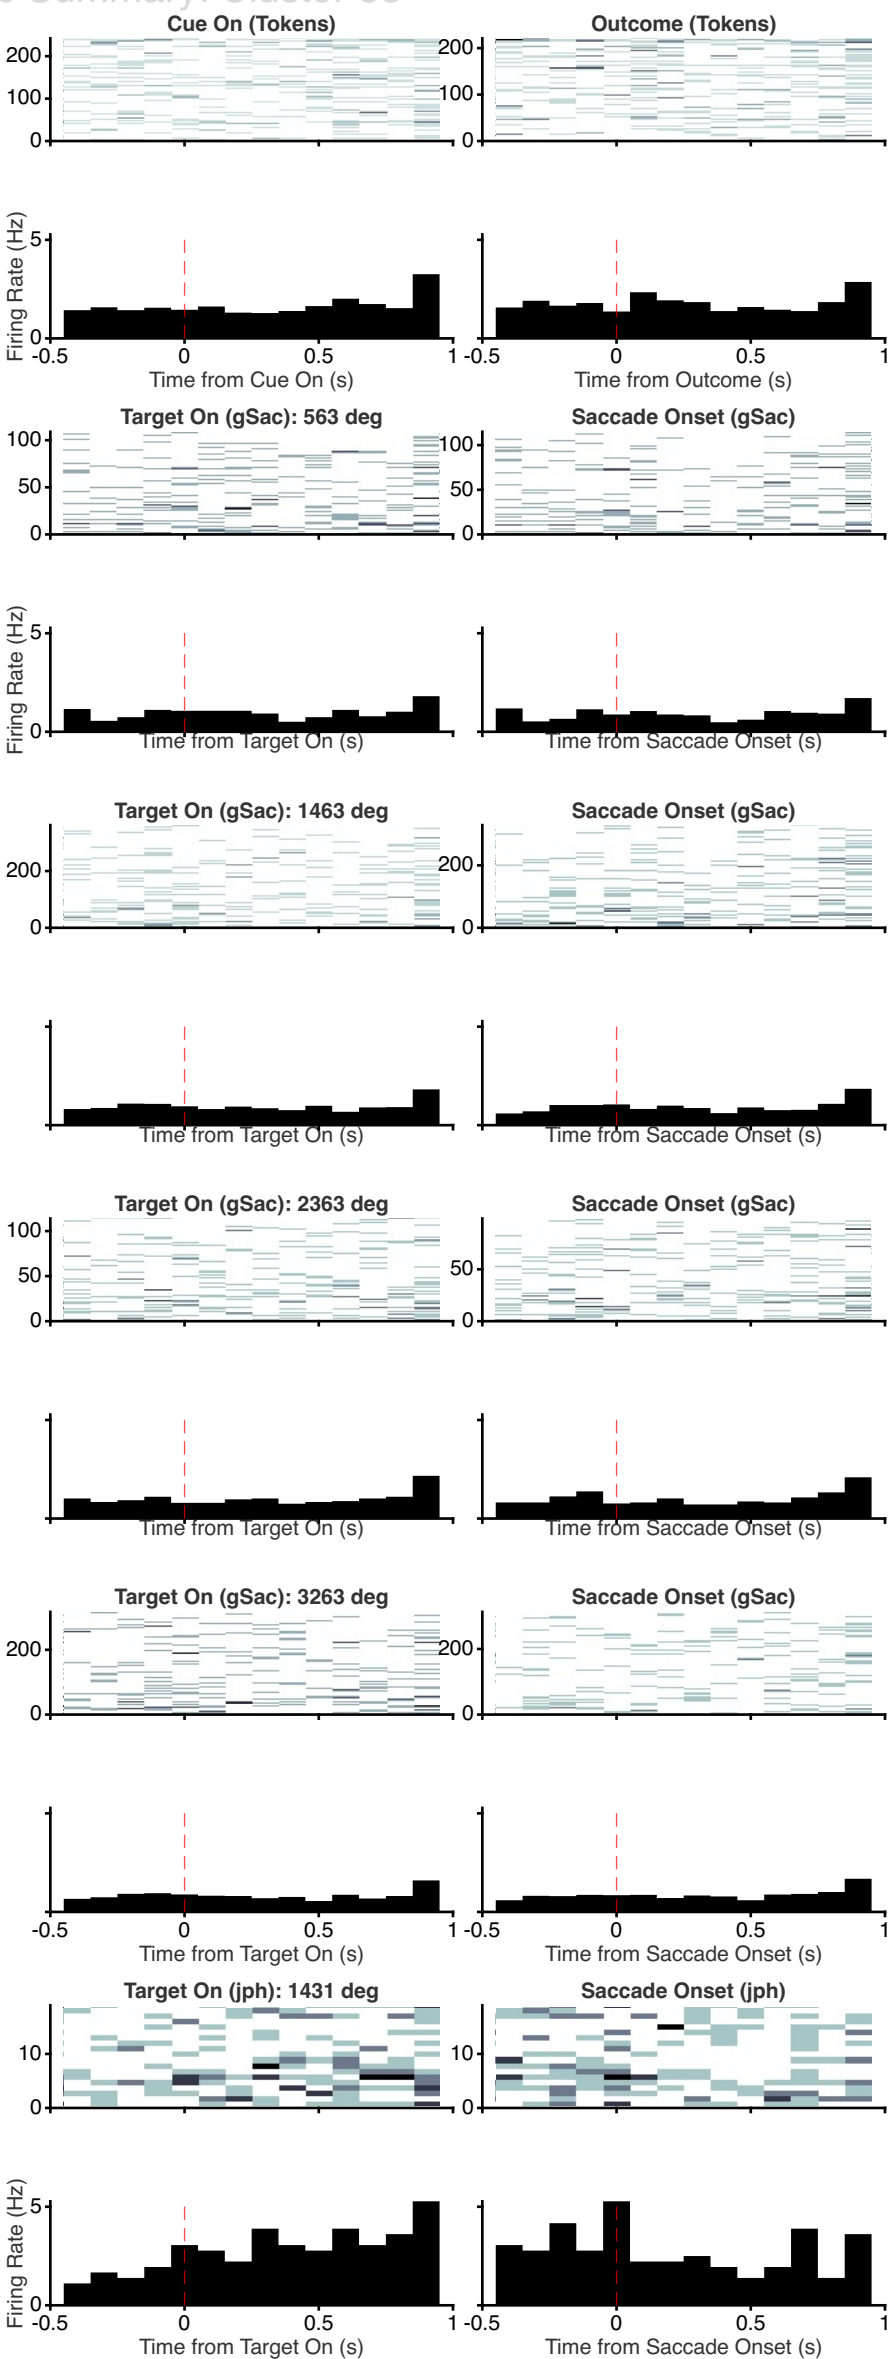 Summary: Cluster
Cue On (Tokens) Outcome (Tokens)
200 200
100 100
0 0
Firing Rate (Hz)
5
0
-0.5 0 0.5 1 -0.5 0 0.5 1
Time from Cue On (s) Time from Outcome (s)
Target On (gSac): 563 deg Saccade Onset (gSac)
100 100
50 50
0 0
Firing Rate (Hz)
5
0
Time from Target On (s) Time from Saccade Onset (s)
Target On (gSac): 1463 deg Saccade Onset (gSac)
200 200
0 0
Time from Target On (s) Time from Saccade Onset (s)
Target On (gSac): 2363 deg Saccade Onset (gSac)
100
50 50
0 0
Time from Target On (s) Time from Saccade Onset (s)
Target On (gSac): 3263 deg Saccade Onset (gSac)
200 200
0 0
-0.5 0 0.5 1 -0.5 0 0.5 1
Time from Target On (s) Time from Saccade Onset (s)
Target On (jph): 1431 deg Saccade Onset (jph)
10 10
0 0
Firing Rate (Hz)
5
0
-0.5 0 0.5 1 -0.5 0 0.5 1
Time from Target On (s) Time from Saccade Onset (s)